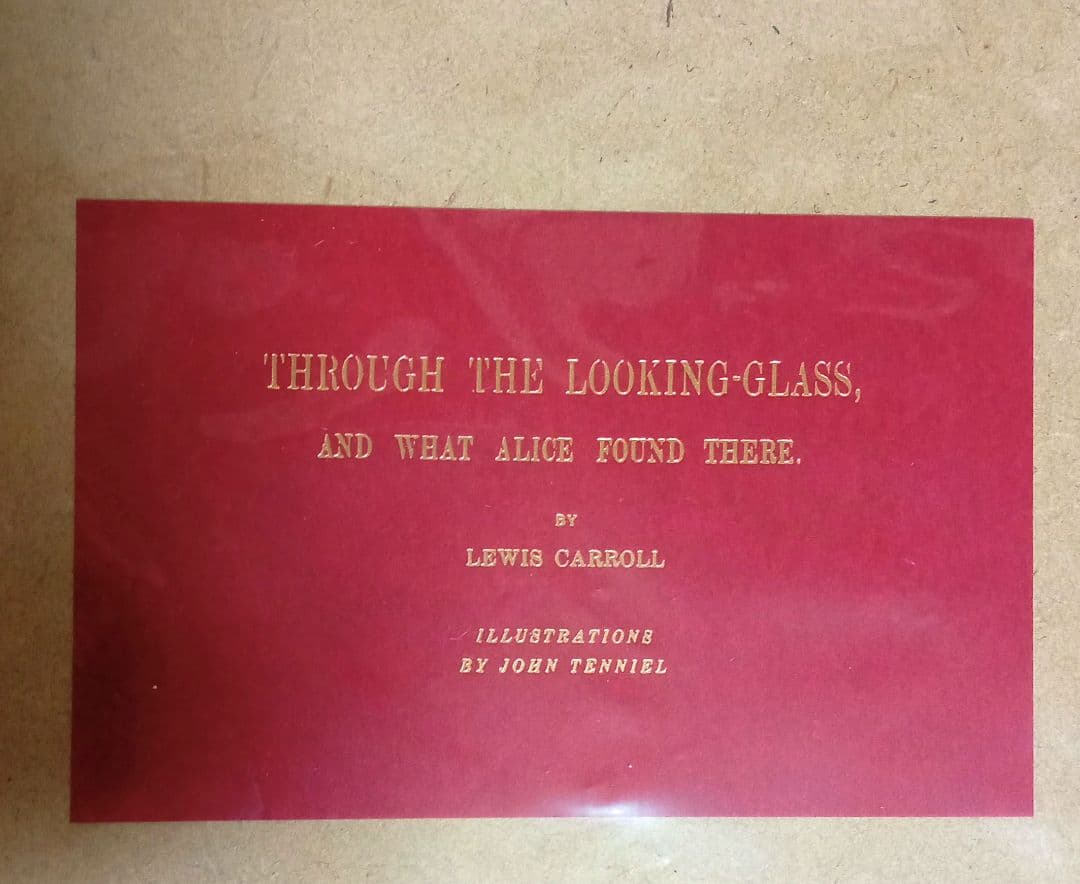 THROUGH THE LOOKING-GLASS,
AND WHAT ALICE FOUND THERE.
BY
LEWIS CARROLL
ILLUSTRATIONS
BY JOHN TENNIEL